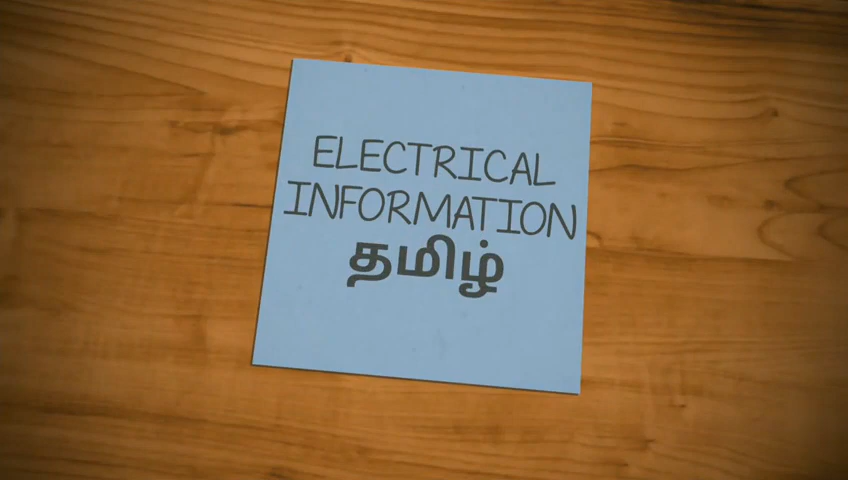 ELECTRICAL
INFORMATION
தமிழ்